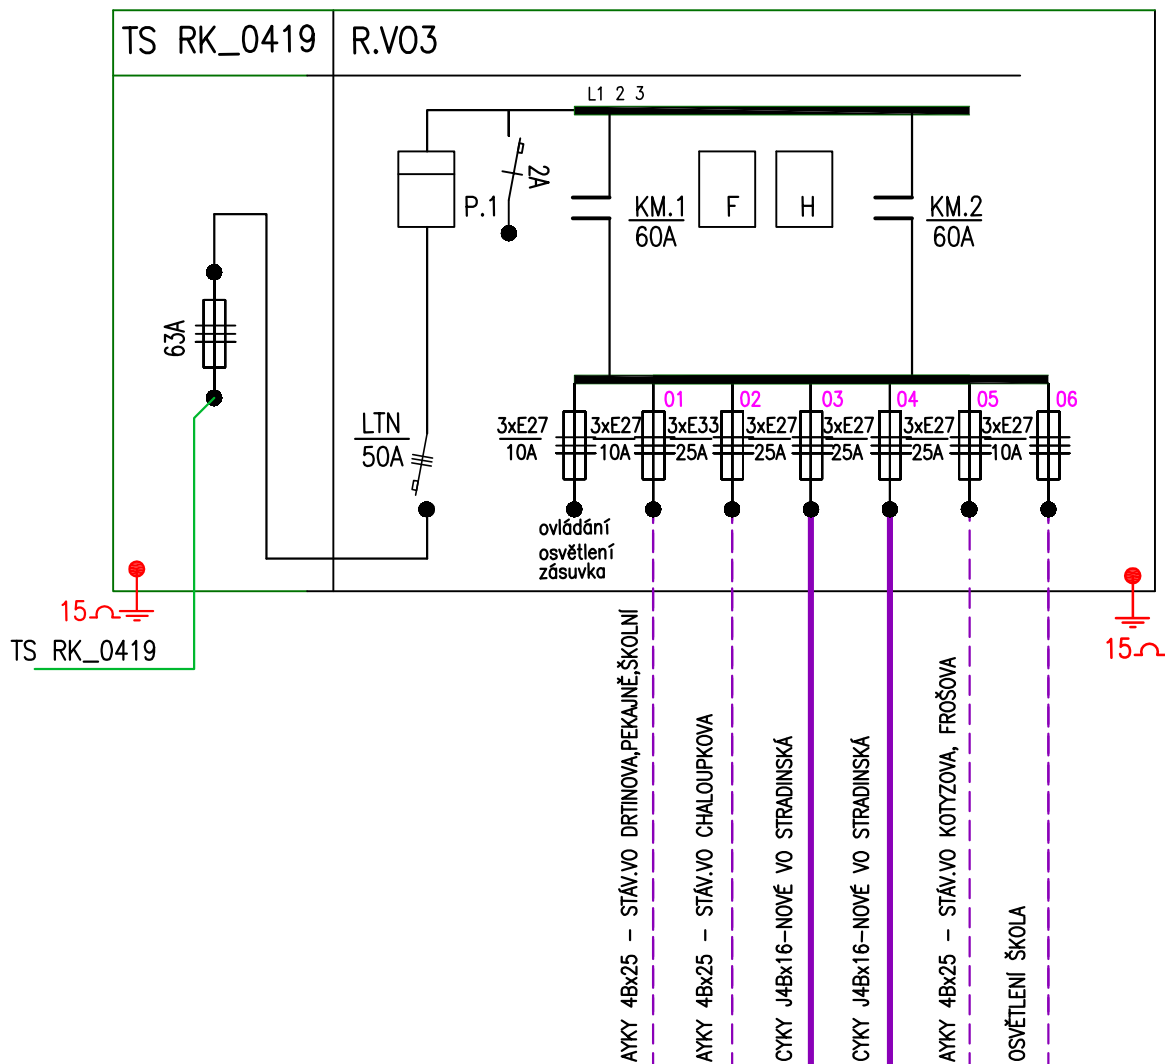 TS RK_0419
R.VO3
L1 2 3
2A
P.1
KM.1
60A
F
H
KM.2
60A
63A
LTN
50A
01
02
03
04
05
06
3xE27
10A
3xE27
10A
3xE33
25A
3xE27
25A
3xE27
25A
3xE27
25A
3xE27
10A
ovládání
osvětlení
zásuvka
15Ω
TS RK_0419
15Ω
AYKY 4Bx25 - STÁV.VO DRTINOVA,PEKAJNĚ,ŠKOLNÍ
AYKY 4Bx25 - STÁV.VO CHALOUPKOVA
CYKY J4Bx16-NOVÉ VO STRADINSKÁ
CYKY J4Bx16-NOVÉ VO STRADINSKÁ
AYKY 4Bx25 - STÁV.VO KOTYZOVA, FROŠOVA
OSVĚTLENÍ ŠKOLA